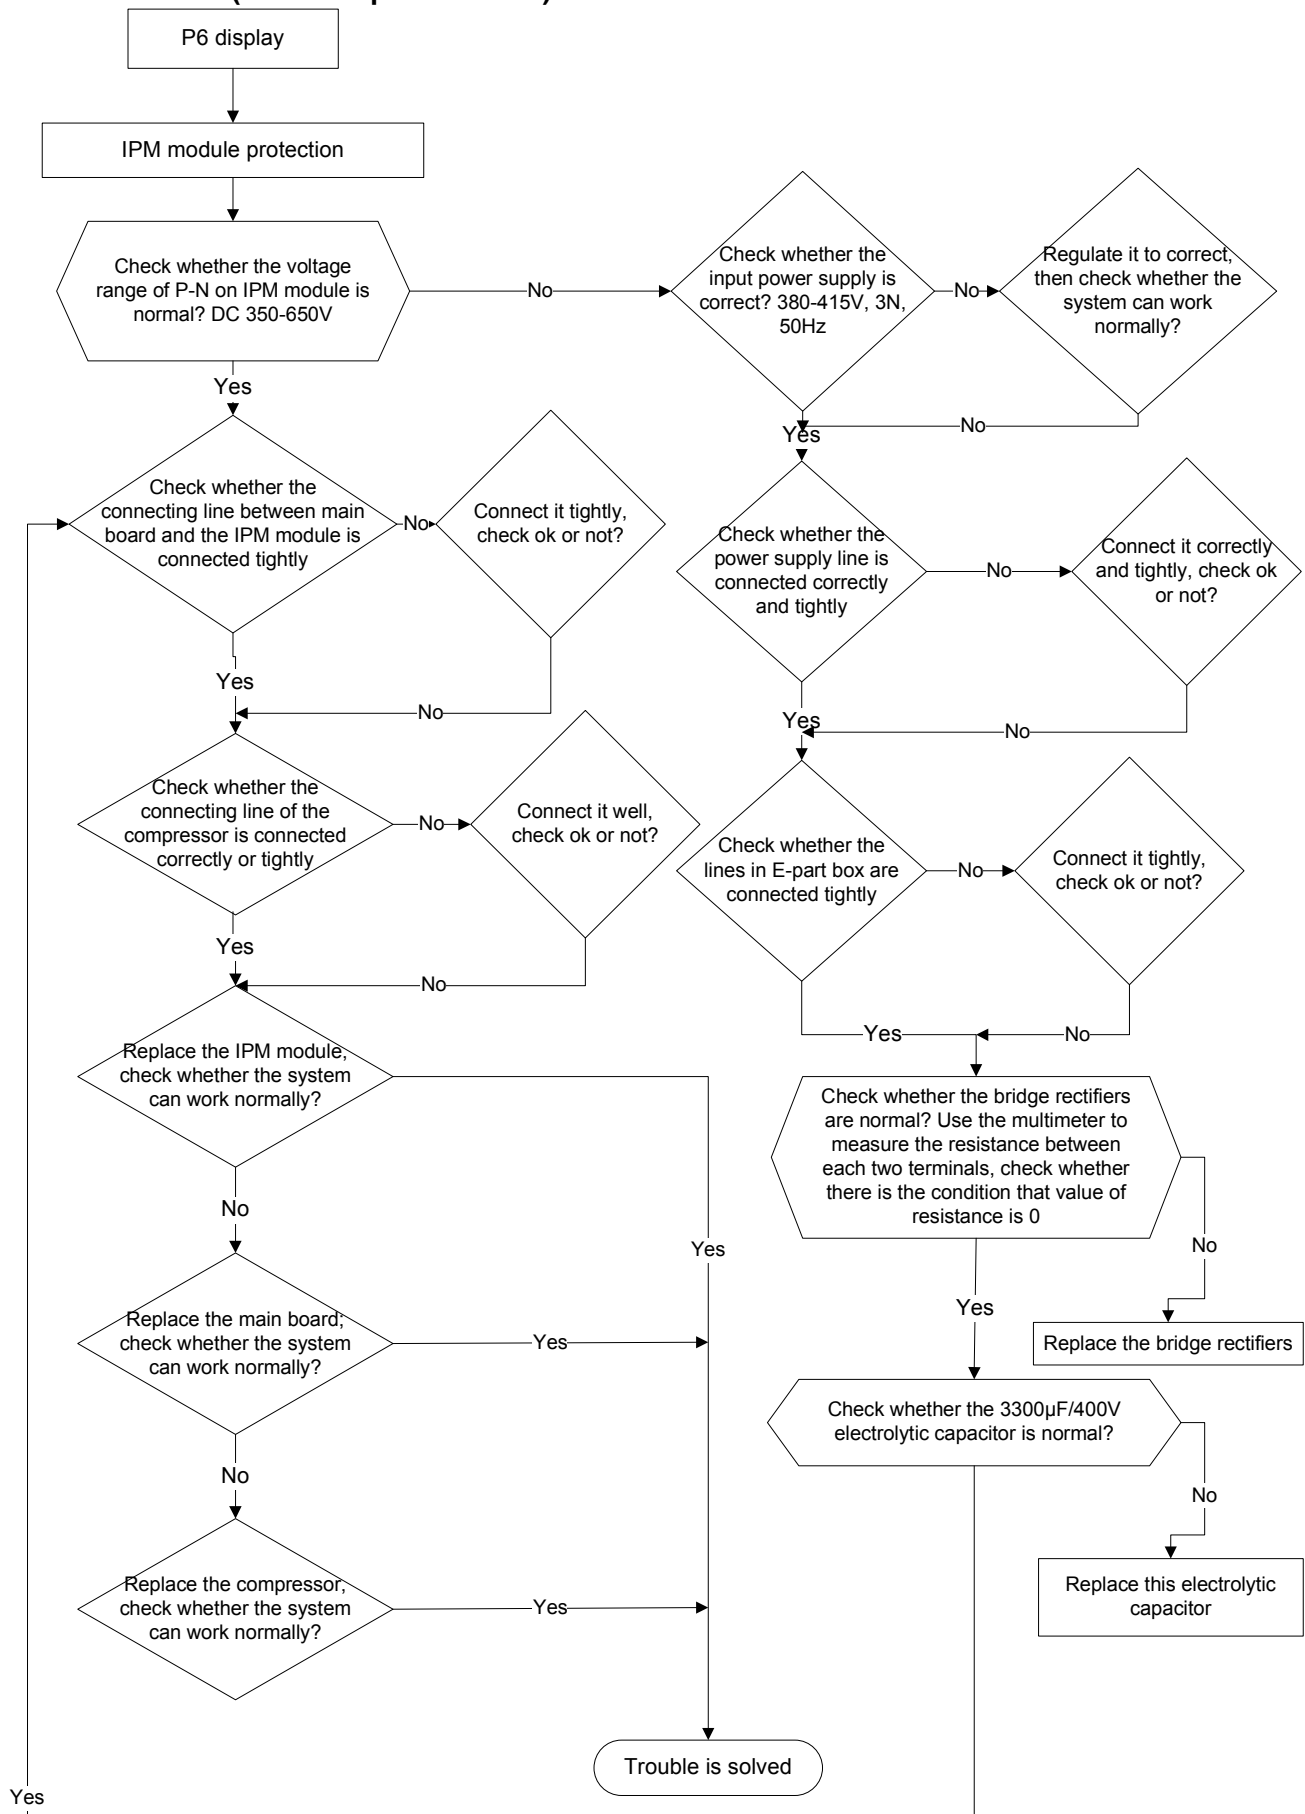 P6 display
IPM module protection
Check whether the voltage
range of P-N on IPM module is
normal? DC 350-650V
No
Check whether the
input power supply is
correct? 380-415V, 3N,
50Hz
No
Regulate it to correct,
then check whether the
system can work
normally?
Yes
No
Yes
Check whether the
connecting line between main
board and the IPM module is
connected tightly
No
Connect it tightly,
check ok or not?
Check whether the
power supply line is
connected correctly
and tightly
No
Connect it correctly
and tightly, check ok
or not?
Yes
No
Yes
No
Check whether the
connecting line of the
compressor is connected
correctly or tightly
No
Connect it well,
check ok or not?
Check whether the
lines in E-part box are
connected tightly
No
Connect it tightly,
check ok or not?
Yes
No
Yes
No
Replace the IPM module,
check whether the system
can work normally?
Check whether the bridge rectifiers
are normal? Use the multimeter to
measure the resistance between
each two terminals, check whether
there is the condition that value of
resistance is 0
No
Yes
No
Yes
Replace the main board;
check whether the system
can work normally?
Yes
Replace the bridge rectifiers
Check whether the 3300µF/400V
electrolytic capacitor is normal?
No
No
Replace the compressor,
check whether the system
can work normally?
Yes
Replace this electrolytic
capacitor
Trouble is solved
Yes